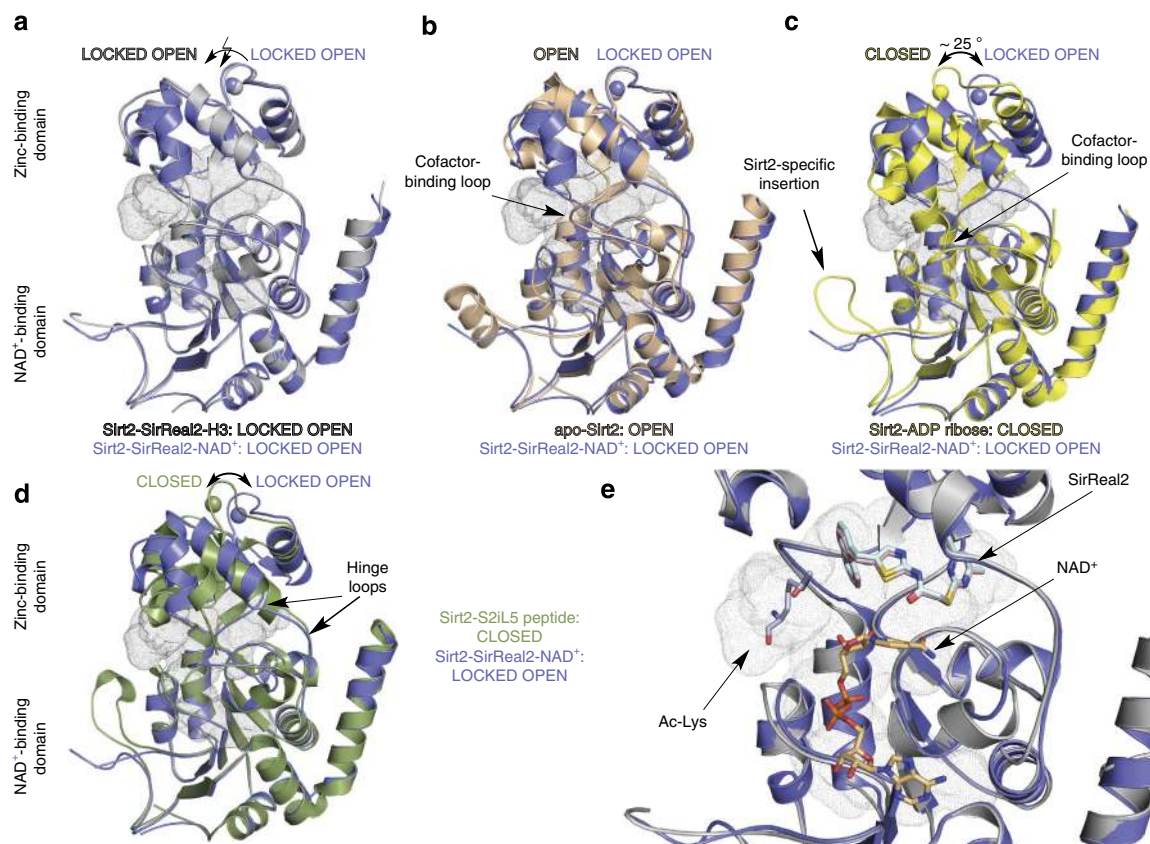 a
LOCKED OPEN
LOCKED OPEN
Zinc-binding
domain
NAD⁺-binding
domain
Sirt2-SirReal2-H3: LOCKED OPEN
Sirt2-SirReal2-NAD⁺: LOCKED OPEN
b
OPEN
LOCKED OPEN
Cofactor-
binding loop
apo-Sirt2: OPEN
Sirt2-SirReal2-NAD⁺: LOCKED OPEN
c
CLOSED
~ 25 °
LOCKED OPEN
Sirt2-specific
insertion
Cofactor-
binding loop
Sirt2-ADP ribose: CLOSED
Sirt2-SirReal2-NAD⁺: LOCKED OPEN
d
CLOSED
LOCKED OPEN
Zinc-binding
domain
NAD⁺-binding
domain
Hinge
loops
Sirt2-S2iL5 peptide:
CLOSED
Sirt2-SirReal2-NAD⁺:
LOCKED OPEN
e
SirReal2
NAD⁺
Ac-Lys